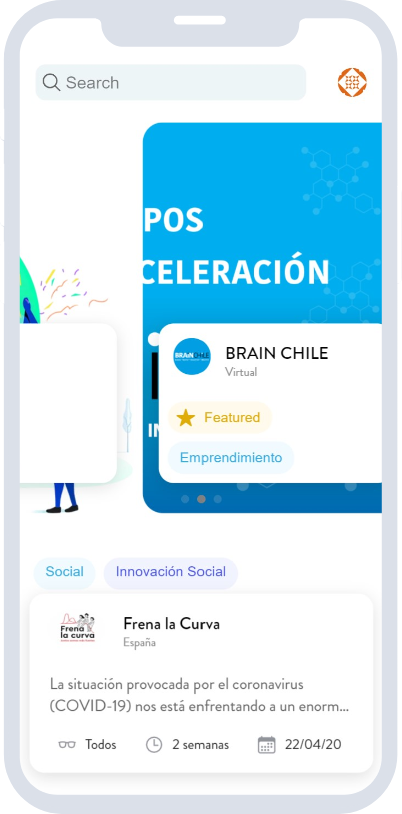 Search
POS
CELERACIÓN
BRAIN CHILE
BRAIN CHILE
Virtual
Featured
Emprendimiento
IN
Social
Innovación Social
Frena
la curva
Frena la Curva
España
La situación provocada por el coronavirus
(COVID-19) nos está enfrentando a un enorm...
Todos
2 semanas
22/04/20